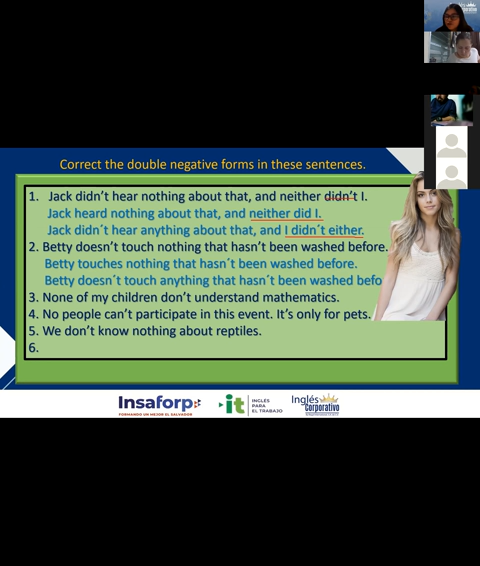 Correct the double negative forms in these sentences.
1. Jack didn't hear nothing about that, and neither didn't I.
Jack heard nothing about that, and neither did I.
Jack didn´t hear anything about that, and I didn´t either.
2. Betty doesn't touch nothing that hasn't been washed before.
Betty touches nothing that hasn´t been washed before.
Betty doesn´t touch anything that hasn´t been washed befo
3. None of my children don't understand mathematics.
4. No people can't participate in this event. It's only for pets.
5. We don't know nothing about reptiles.
6.
Insaforp
FORMANDO UN MEJOR EL SALVADOR
it
INGLÉS
PARA
EL TRABAJO
Inglés
Corporativo